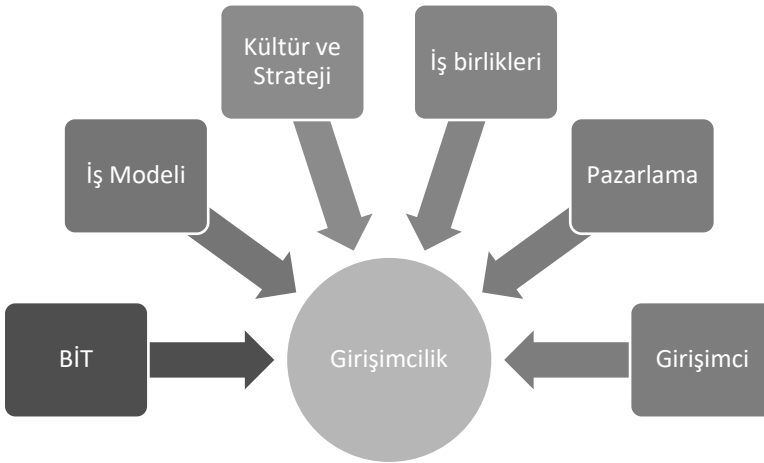 Kültür ve
Strateji
İş birlikleri
İş Modeli
Pazarlama
BİT
Girişimcilik
Girişimci